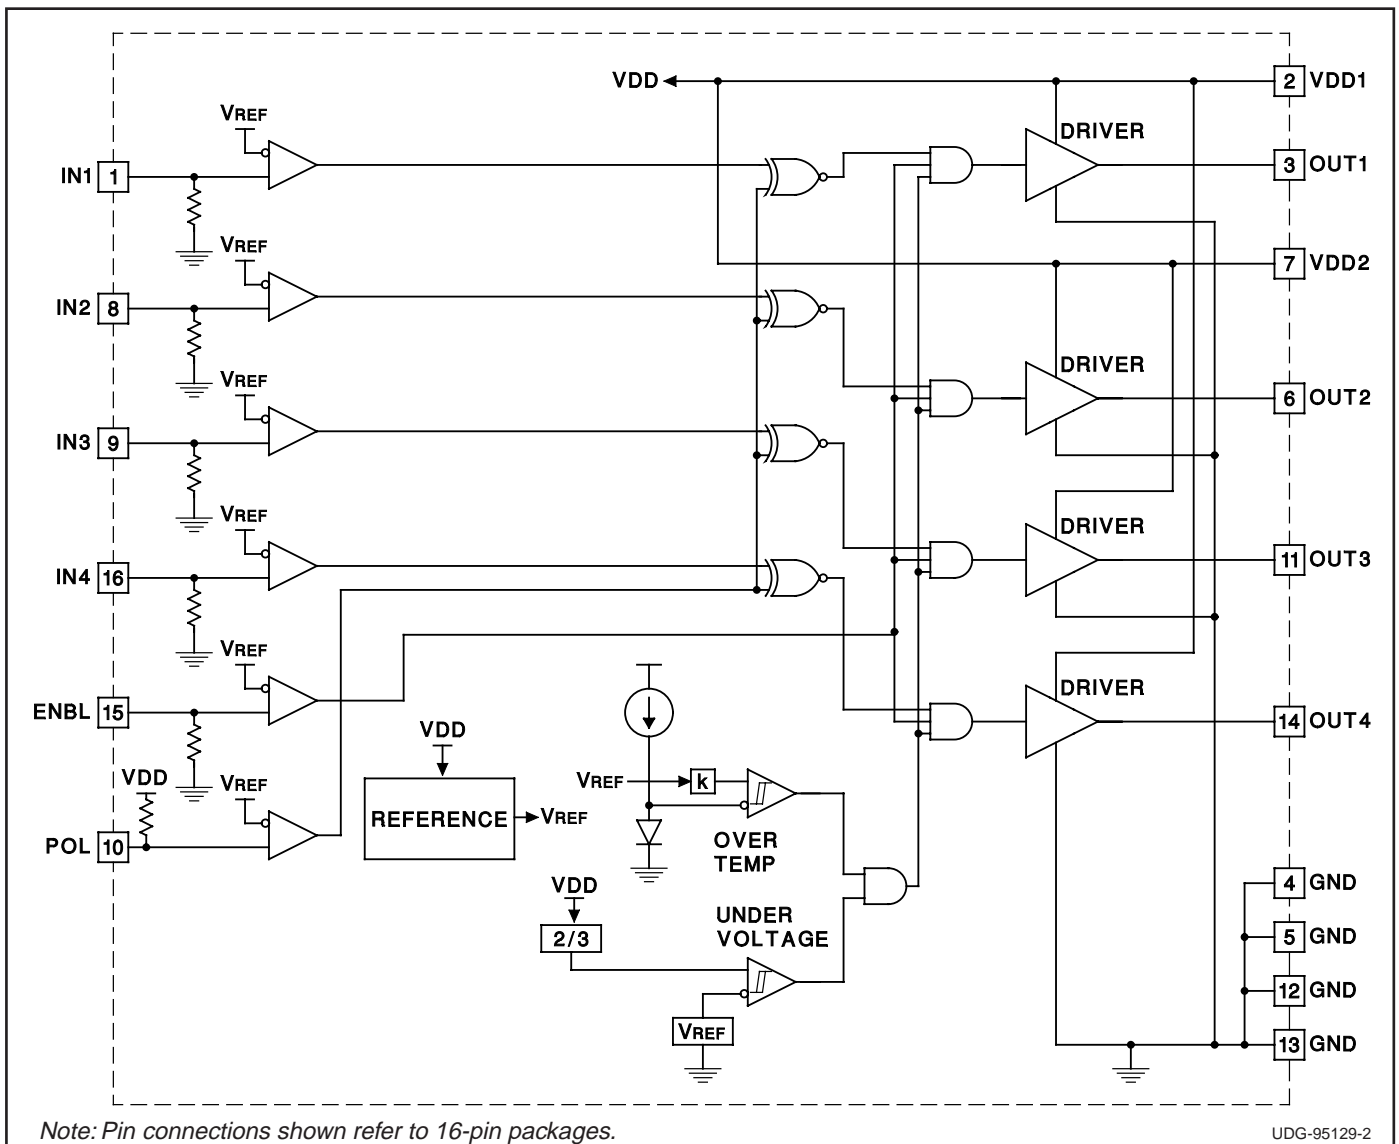 VDD
2 VDD1
VREF
DRIVER
IN1 1
3 OUT1
VREF
7 VDD2
IN2 8
DRIVER
VREF
6 OUT2
IN3 9
VREF
DRIVER
IN4 16
11 OUT3
VREF
DRIVER
ENBL 15
14 OUT4
VDD
VDD
VREF
VREF
k
REFERENCE
VREF
POL 10
OVER
TEMP
VDD
4 GND
UNDER
VOLTAGE
2/3
5 GND
12 GND
VREF
13 GND
Note: Pin connections shown refer to 16-pin packages.
UDG-95129-2